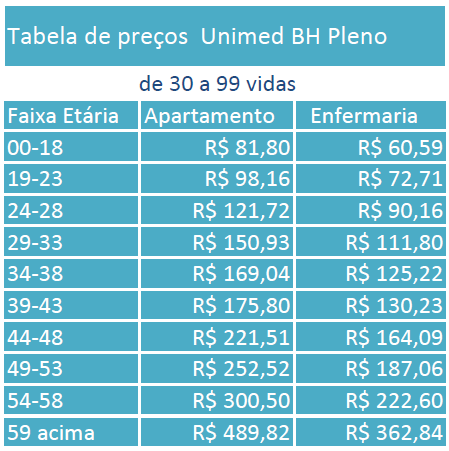 Tabela de preços  Unimed BH Pleno
de 30 a 99 vidas
Faixa Etária Apartamento Enfermaria
00-18 R$ 81,80 R$ 60,59
19-23 R$ 98,16 R$ 72,71
24-28 R$ 121,72 R$ 90,16
29-33 R$ 150,93 R$ 111,80
34-38 R$ 169,04 R$ 125,22
39-43 R$ 175,80 R$ 130,23
44-48 R$ 221,51 R$ 164,09
49-53 R$ 252,52 R$ 187,06
54-58 R$ 300,50 R$ 222,60
59 acima R$ 489,82 R$ 362,84